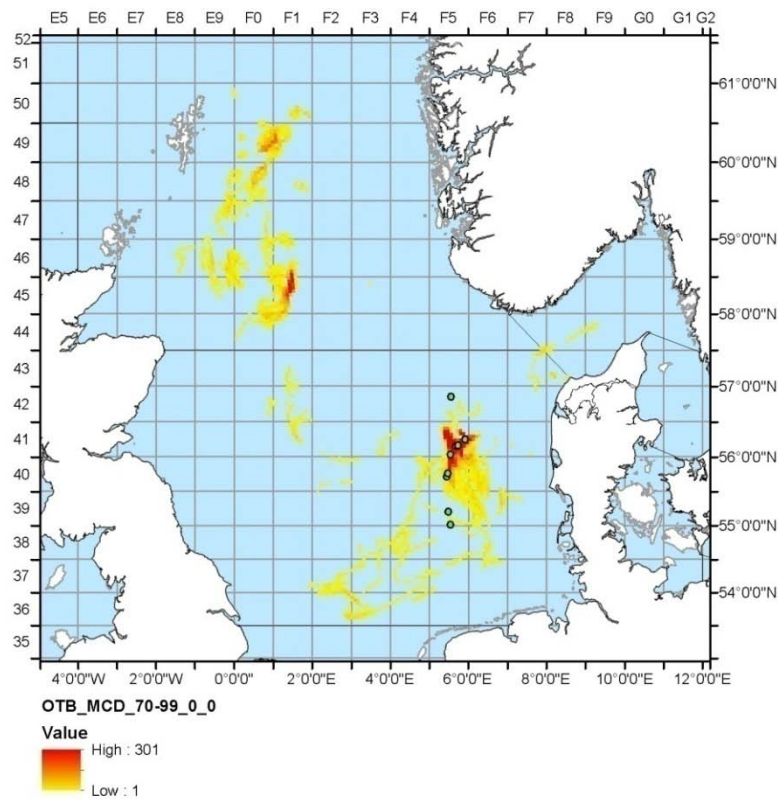 E5 E6 E7 E8 E9 F0 F1 F2 F3 F4 F5 F6 F7 F8 F9 G0 G1 G2
52
51
61°0'0"N
50
49
60°0'0"N
48
47
59°0'0"N
46
45
58°0'0"N
44
43
57°0'0"N
42
41
56°0'0"N
40
39
55°0'0"N
38
37
54°0'0"N
36
35
4°0'0"W 2°0'0"W 0°0'0" 2°0'0"E 4°0'0"E 6°0'0"E 8°0'0"E 10°0'0"E 12°0'0"E
OTB_MCD_70-99_0_0
Value
High : 301
Low : 1